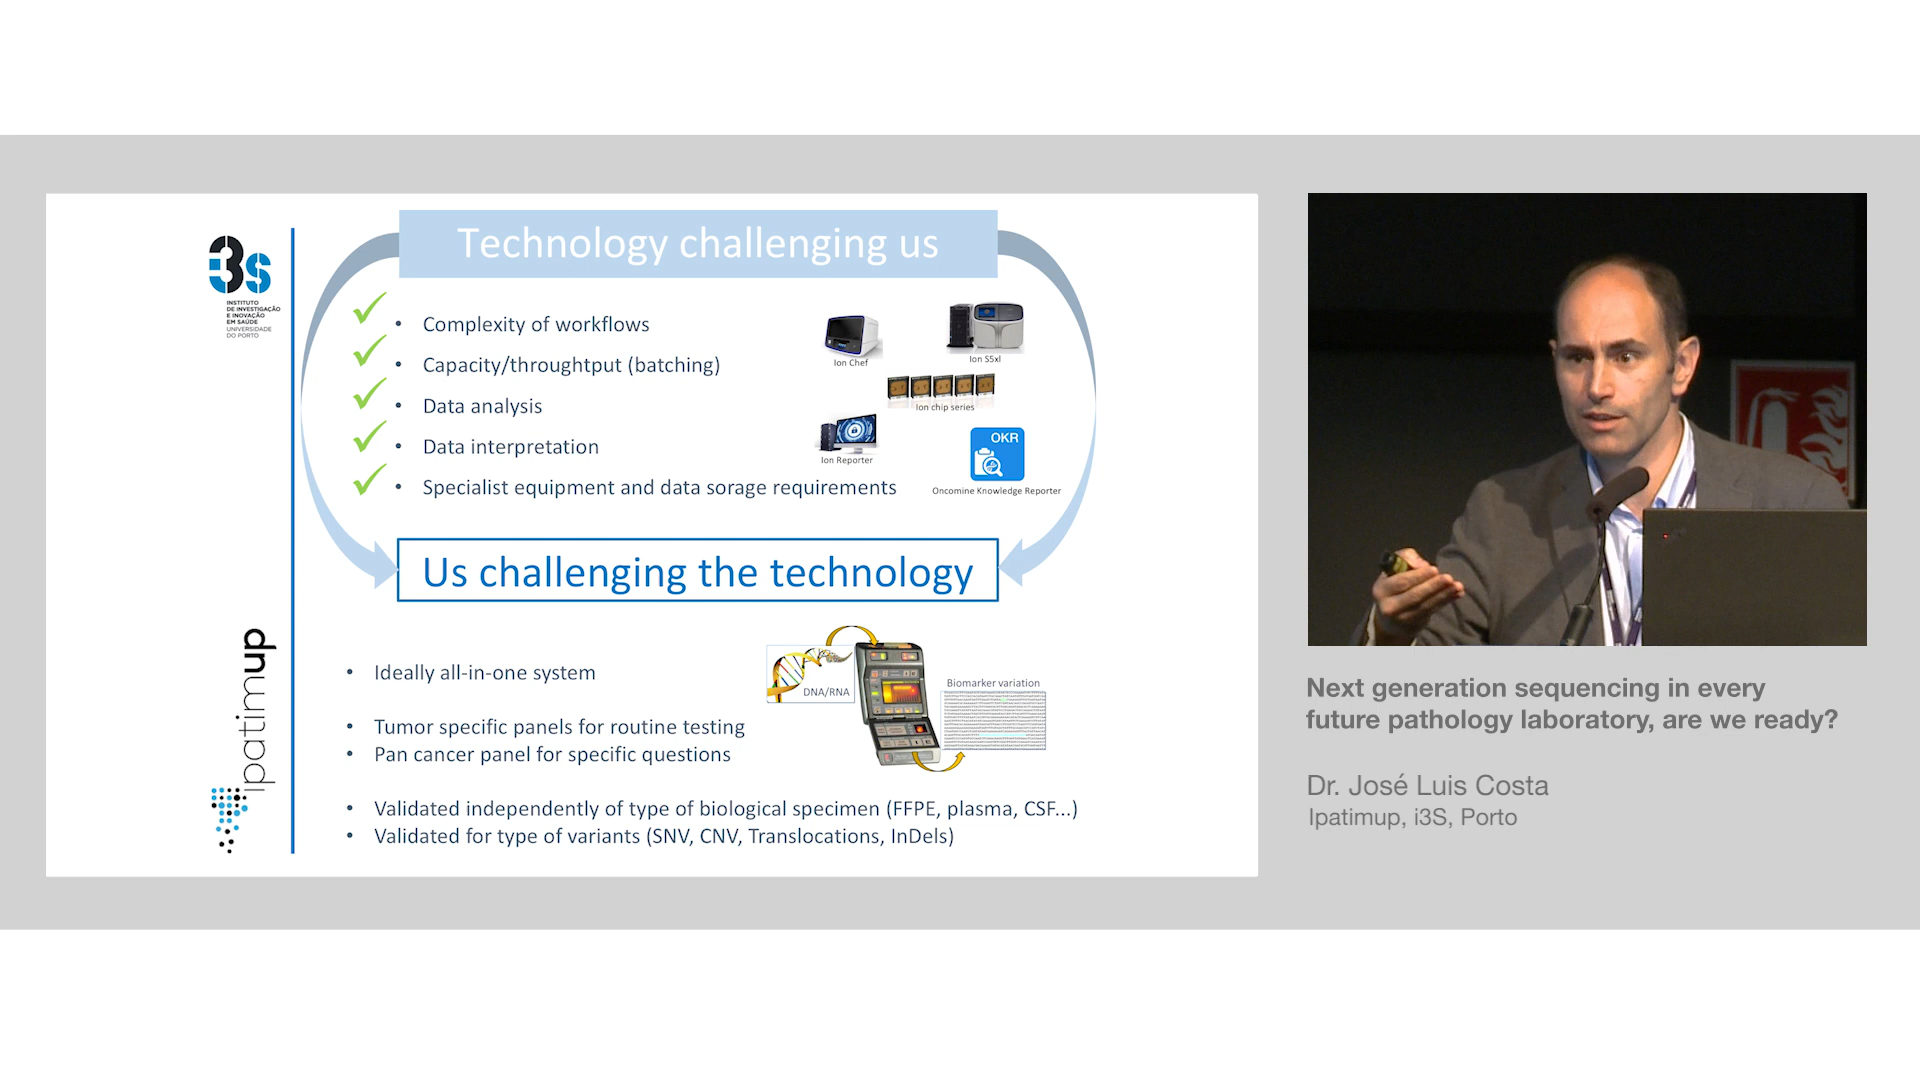 3s
INSTITUTO
DE INVESTIGAÇÃO
E INOVAÇÃO
EM SAÚDE
UNIVERSIDADE
DO PORTO
ipatimup
Technology challenging us
• Complexity of workflows
• Capacity/throughtput (batching)
• Data analysis
• Data interpretation
• Specialist equipment and data sorage requirements
Ion Chef
Ion S5xl
Ion chip series
Ion Reporter
OKR
Oncomine Knowledge Reporter
Us challenging the technology
• Ideally all-in-one system
• Tumor specific panels for routine testing
• Pan cancer panel for specific questions
• Validated independently of type of biological specimen (FFPE, plasma, CSF...)
• Validated for type of variants (SNV, CNV, Translocations, InDels)
DNA/RNA
Biomarker variation
Next generation sequencing in every
future pathology laboratory, are we ready?
Dr. José Luis Costa
Ipatimup, i3S, Porto